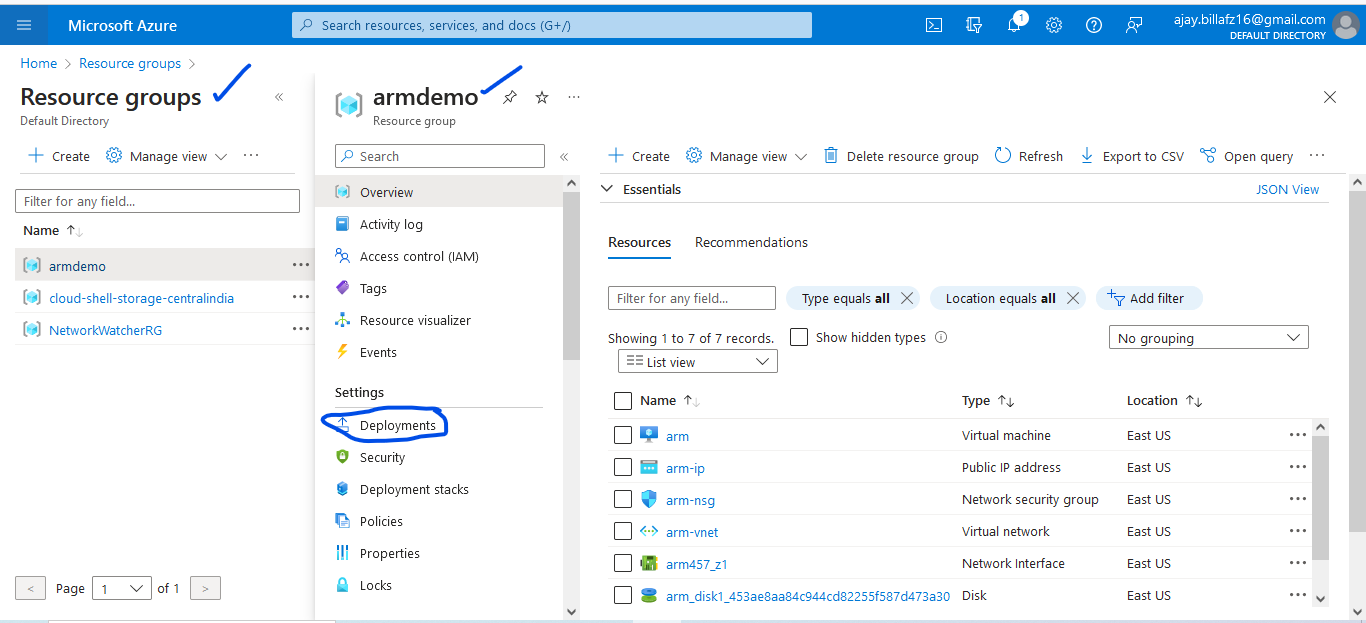 Microsoft Azure
Search resources, services, and docs (G+/)
1
ajay.billafz16@gmail.com
DEFAULT DIRECTORY
Home > Resource groups >
Resource groups
Default Directory
Create Manage view
Filter for any field...
Name
armdemo
cloud-shell-storage-centralindia
NetworkWatcherRG
< Page 1 of 1 >
armdemo
Resource group
Search
Overview
Activity log
Access control (IAM)
Tags
Resource visualizer
Events
Settings
Deployments
Security
Deployment stacks
Policies
Properties
Locks
Create Manage view Delete resource group Refresh Export to CSV Open query
Essentials JSON View
Resources Recommendations
Filter for any field... Type equals all Location equals all Add filter
Showing 1 to 7 of 7 records. Show hidden types No grouping
List view
Name Type Location
arm Virtual machine East US
arm-ip Public IP address East US
arm-nsg Network security group East US
arm-vnet Virtual network East US
arm457_z1 Network Interface East US
arm_disk1_453ae8aa84c944cd82255f587d473a30 Disk East US